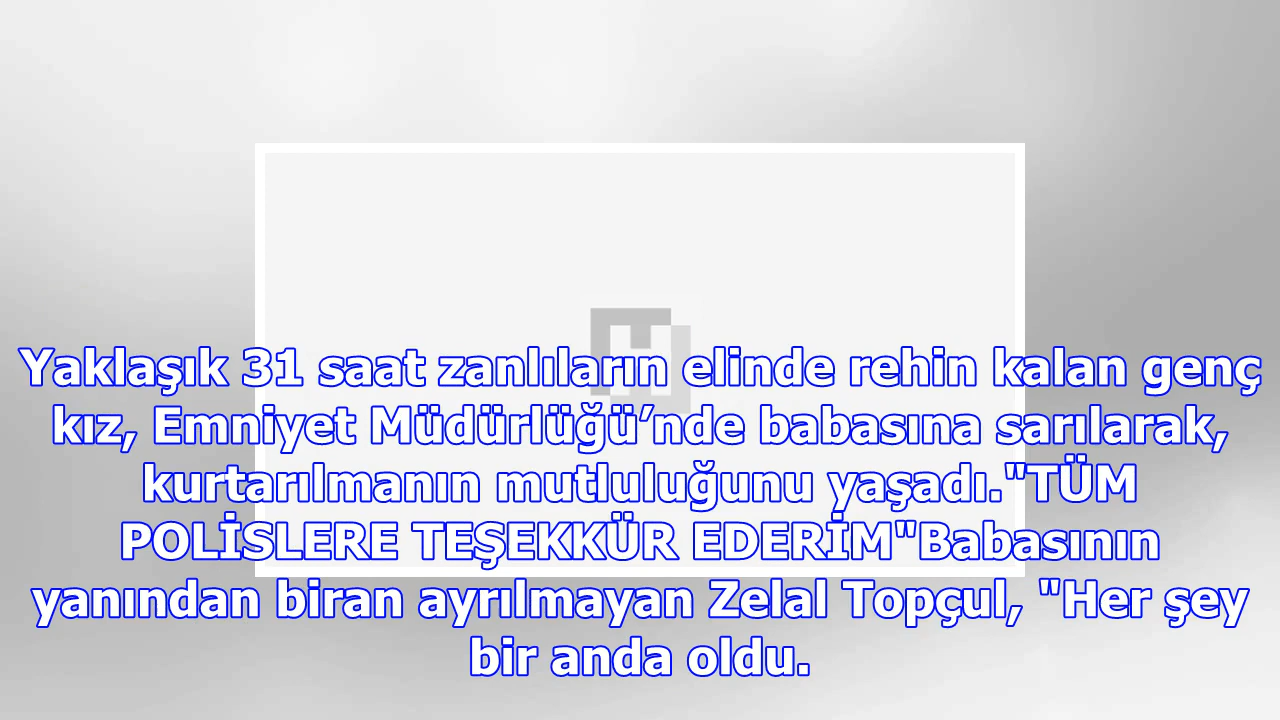 Yaklaşık 31 saat zanlıların elinde rehin kalan genç
kız, Emniyet Müdürlüğü’nde babasına sarılarak,
kurtarılmanın mutluluğunu yaşadı."TÜM
POLİSLERE TEŞEKKÜR EDERİM"Babasının
yanından biran ayrılmayan Zelal Topçul, "Her şey
bir anda oldu.